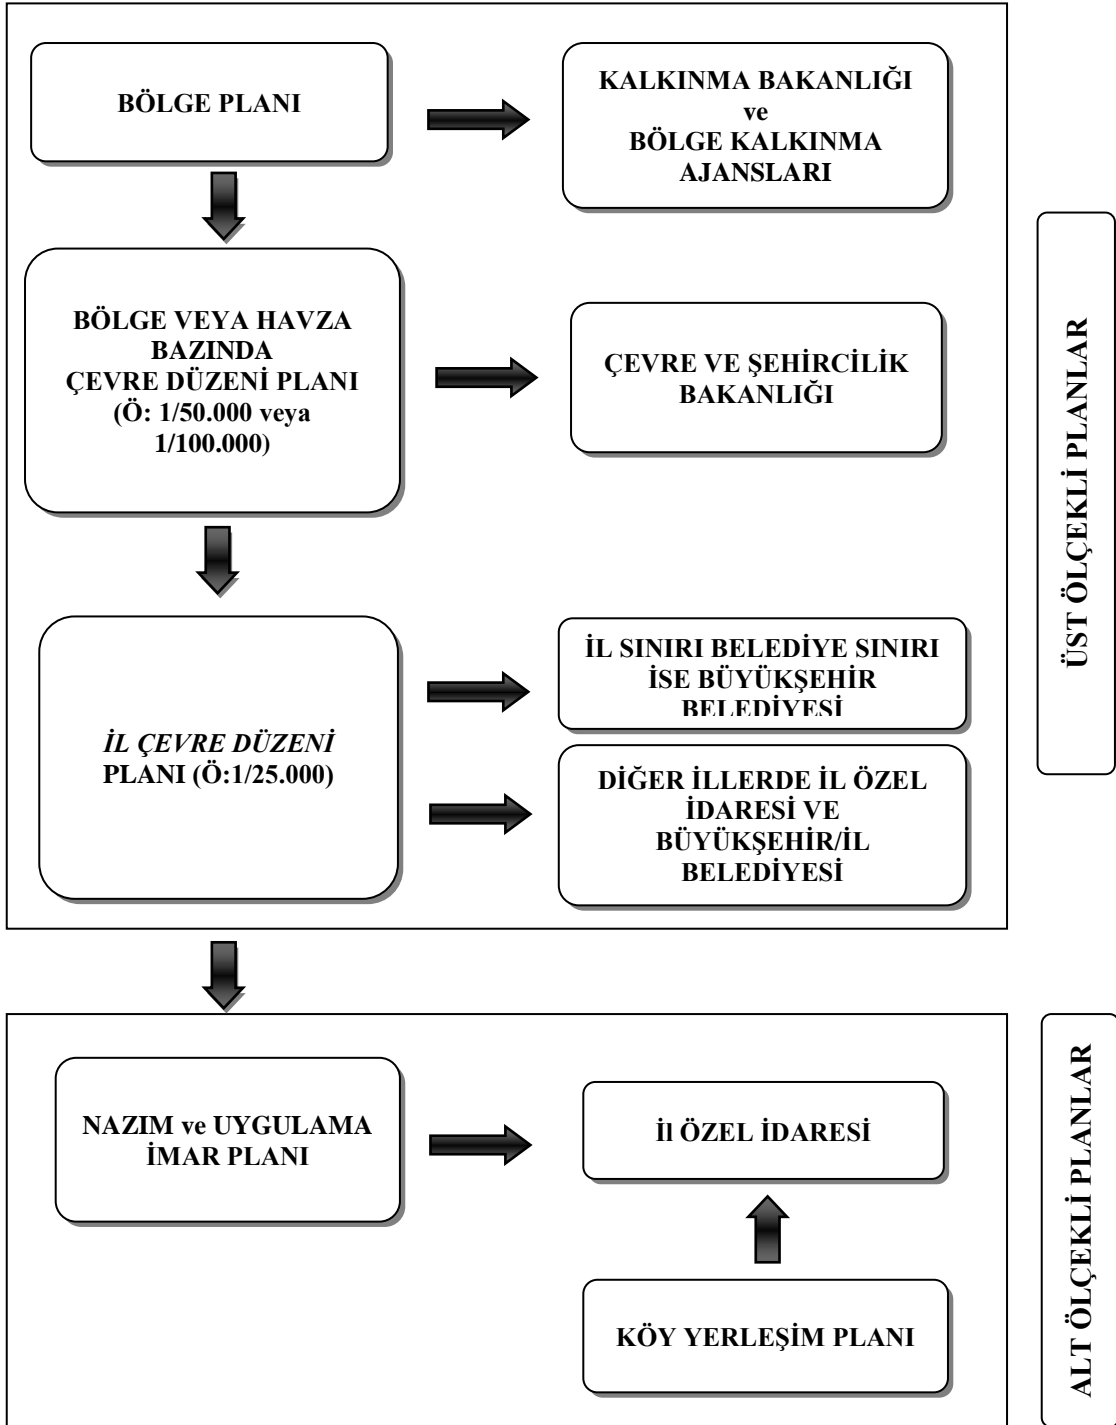 BÖLGE PLANI
KALKINMA BAKANLIĞI
ve
BÖLGE KALKINMA
AJANSLARI
BÖLGE VEYA HAVZA
BAZINDA
ÇEVRE DÜZENİ PLANI
(Ö: 1/50.000 veya
1/100.000)
ÇEVRE VE ŞEHİRCİLİK
BAKANLIĞI
İL ÇEVRE DÜZENİ
PLANI (Ö:1/25.000)
İL SINIRI BELEDİYE SINIRI
İSE BÜYÜKŞEHİR
BELEDİYESİ
DİĞER İLLERDE İL ÖZEL
İDARESİ VE
BÜYÜKŞEHİR/İL
BELEDİYESİ
ÜST ÖLÇEKLİ PLANLAR
NAZIM ve UYGULAMA
İMAR PLANI
İl ÖZEL İDARESİ
KÖY YERLEŞİM PLANI
ALT ÖLÇEKLİ PLANLAR